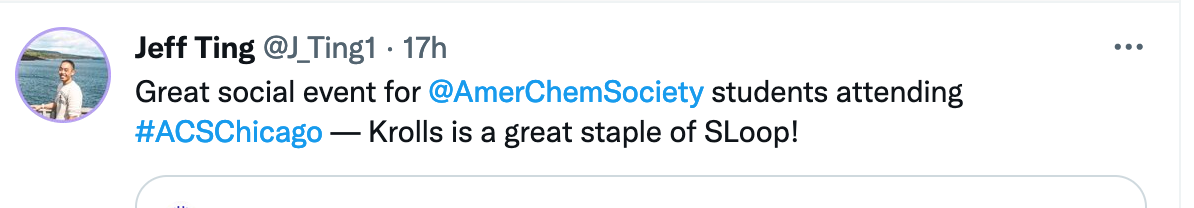 Jeff Ting @J_Ting1 · 17h
Great social event for @AmerChemSociety students attending
#ACSChicago — Krolls is a great staple of SLoop!